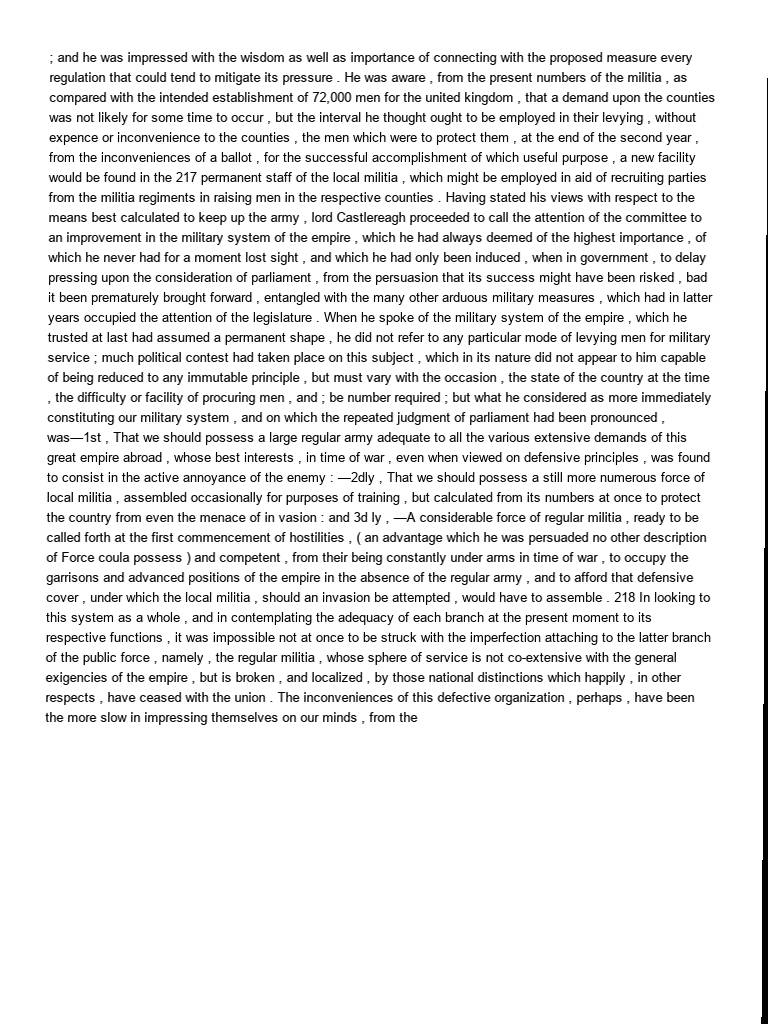 ; and he was impressed with the wisdom as well as importance of connecting with the proposed measure every
regulation that could tend to mitigate its pressure . He was aware , from the present numbers of the militia , as
compared with the intended establishment of 72,000 men for the united kingdom , that a demand upon the counties
was not likely for some time to occur , but the interval he thought ought to be employed in their levying , without
expence or inconvenience to the counties , the men which were to protect them , at the end of the second year ,
from the inconveniences of a ballot , for the successful accomplishment of which useful purpose , a new facility
would be found in the 217 permanent staff of the local militia , which might be employed in aid of recruiting parties
from the militia regiments in raising men in the respective counties . Having stated his views with respect to the
means best calculated to keep up the army , lord Castlereagh proceeded to call the attention of the committee to
an improvement in the military system of the empire , which he had always deemed of the highest importance , of
which he never had for a moment lost sight , and which he had only been induced , when in government , to delay
pressing upon the consideration of parliament , from the persuasion that its success might have been risked , bad
it been prematurely brought forward , entangled with the many other arduous military measures , which had in latter
years occupied the attention of the legislature . When he spoke of the military system of the empire , which he
trusted at last had assumed a permanent shape , he did not refer to any particular mode of levying men for military
service ; much political contest had taken place on this subject , which in its nature did not appear to him capable
of being reduced to any immutable principle , but must vary with the occasion , the state of the country at the time
, the difficulty or facility of procuring men , and ; be number required ; but what he considered as more immediately
constituting our military system , and on which the repeated judgment of parliament had been pronounced ,
was—1st , That we should possess a large regular army adequate to all the various extensive demands of this
great empire abroad , whose best interests , in time of war , even when viewed on defensive principles , was found
to consist in the active annoyance of the enemy : —2dly , That we should possess a still more numerous force of
local militia , assembled occasionally for purposes of training , but calculated from its numbers at once to protect
the country from even the menace of in vasion : and 3d ly , —A considerable force of regular militia , ready to be
called forth at the first commencement of hostilities , ( an advantage which he was persuaded no other description
of Force coula possess ) and competent , from their being constantly under arms in time of war , to occupy the
garrisons and advanced positions of the empire in the absence of the regular army , and to afford that defensive
cover , under which the local militia , should an invasion be attempted , would have to assemble . 218 In looking to
this system as a whole , and in contemplating the adequacy of each branch at the present moment to its
respective functions , it was impossible not at once to be struck with the imperfection attaching to the latter branch
of the public force , namely , the regular militia , whose sphere of service is not co-extensive with the general
exigencies of the empire , but is broken , and localized , by those national distinctions which happily , in other
respects , have ceased with the union . The inconveniences of this defective organization , perhaps , have been
the more slow in impressing themselves on our minds , from the